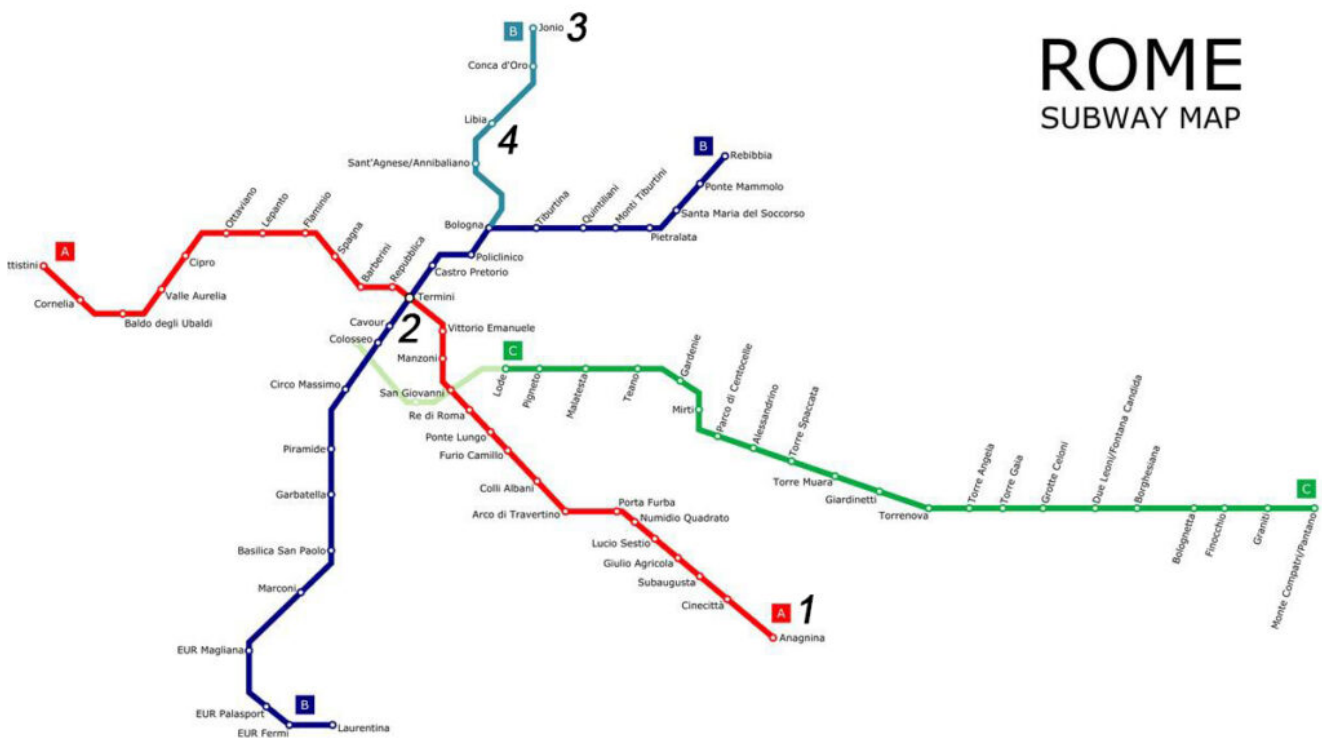 ROME
SUBWAY MAP
B
Jonio
3
Conca d'Oro
Libia
4
Sant'Agnese/Annibaliano
B
Rebibbia
Ponte Mammolo
Santa Maria del Soccorso
Pietralata
Monti Tiburtini
Quintiliani
Tiburtina
Bologna
Policlinico
Castro Pretorio
Termini
Cavour
2
Colosseo
Circo Massimo
Piramide
Garbatella
Basilica San Paolo
Marconi
EUR Magliana
EUR Palasport
EUR Fermi
B
Laurentina
A
ttistini
Cornelia
Baldo degli Ubaldi
Valle Aurelia
Cipro
Ottaviano
Lepanto
Flaminio
Spagna
Barberini
Repubblica
Vittorio Emanuele
Manzoni
San Giovanni
Re di Roma
Ponte Lungo
Furio Camillo
Colli Albani
Arco di Travertino
Porta Furba
Numidio Quadrato
Lucio Sestio
Giulio Agricola
Subaugusta
Cinecittà
A
1
Anagnina
C
Lode
Pigneto
Malatesta
Teano
Gardenie
Mirti
Parco di Centocelle
Alessandrino
Torre Spaccata
Torre Muara
Giardinetti
Torrenova
Torre Angela
Torre Gaia
Grotte Celoni
Due Leoni/Fontana Candida
Borghesiana
Bolognetta
Finocchio
Graniti
C
Monte Compatri/Pantano